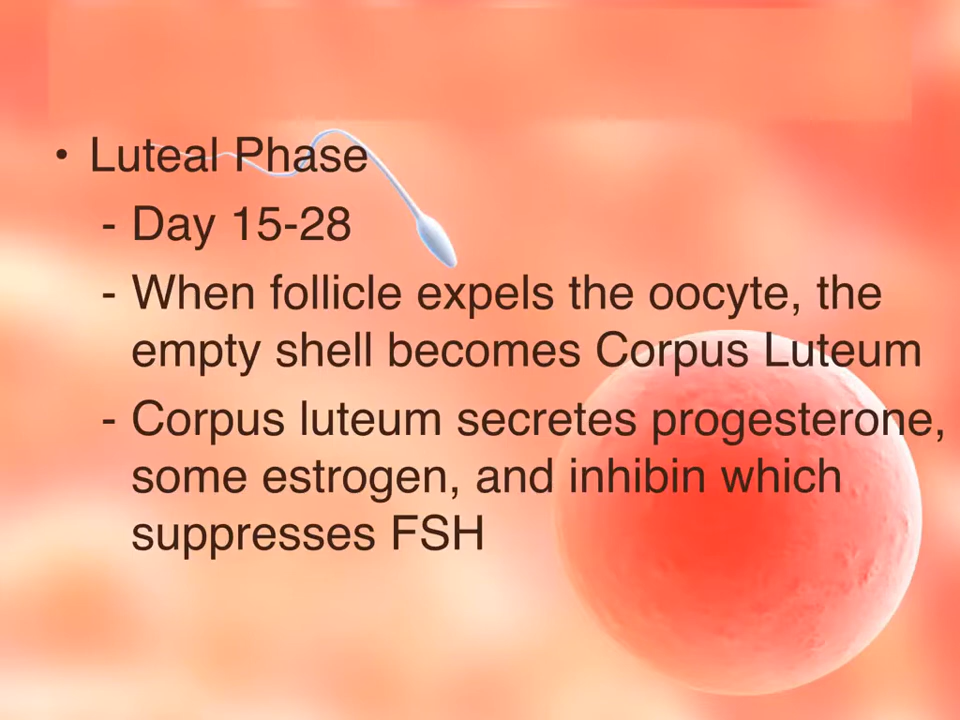 • Luteal Phase
- Day 15-28
- When follicle expels the oocyte, the
empty shell becomes Corpus Luteum
- Corpus luteum secretes progesterone,
some estrogen, and inhibin which
suppresses FSH